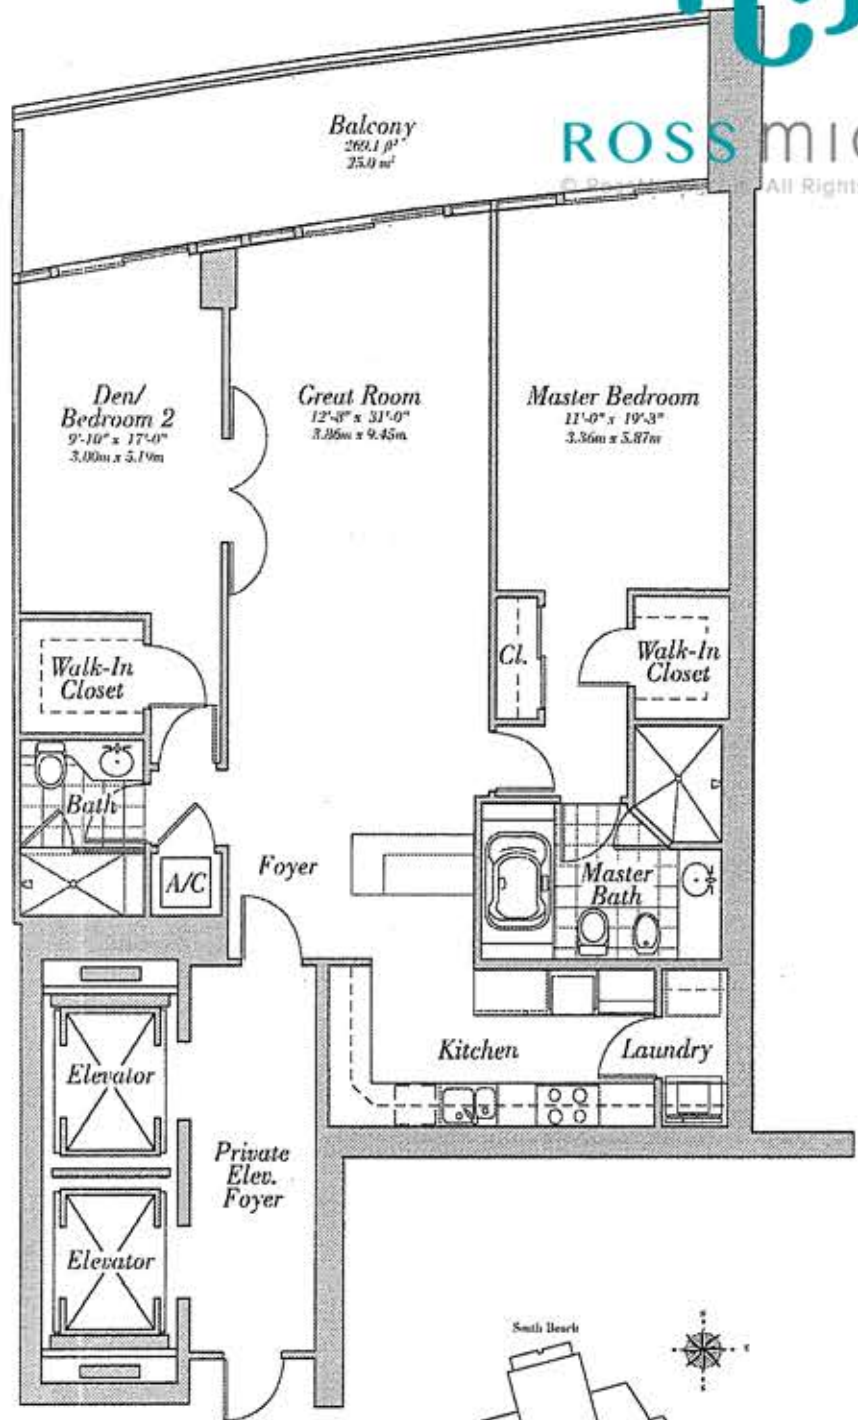 ROSS MIL
All Rights
Balcony
269.1 ft²
25.0 m²
Den/
Bedroom 2
9'-10" x 17'-0"
3.00m x 5.19m
Great Room
12'-8" x 31'-0"
3.86m x 9.45m
Master Bedroom
11'-0" x 19'-3"
3.36m x 5.87m
Walk-In
Closet
Cl.
Walk-In
Closet
Bath
A/C
Foyer
Master
Bath
Elevator
Kitchen
Laundry
Private
Elev.
Foyer
Elevator
South Beach